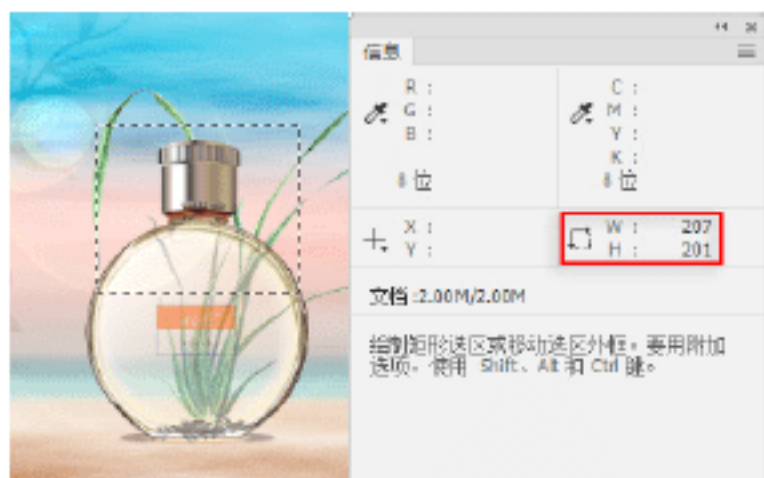 信息
R :
G :
B :
8 位
C :
M :
Y :
K :
8 位
X :
Y :
W : 207
H : 201
文档:2.00M/2.00M
绘制矩形选区或移动选区外框。要用附加
选项，使用 Shift、Alt 和 Ctrl 键。